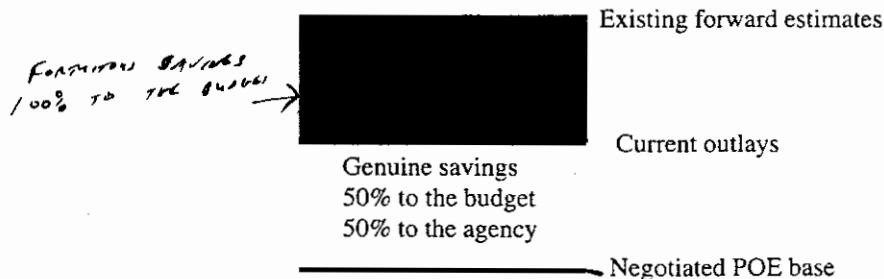 Existing forward estimates
FORTUITOUS SAVINGS
100% TO THE BUDGET
Current outlays
Genuine savings
50% to the budget
50% to the agency
Negotiated POE base